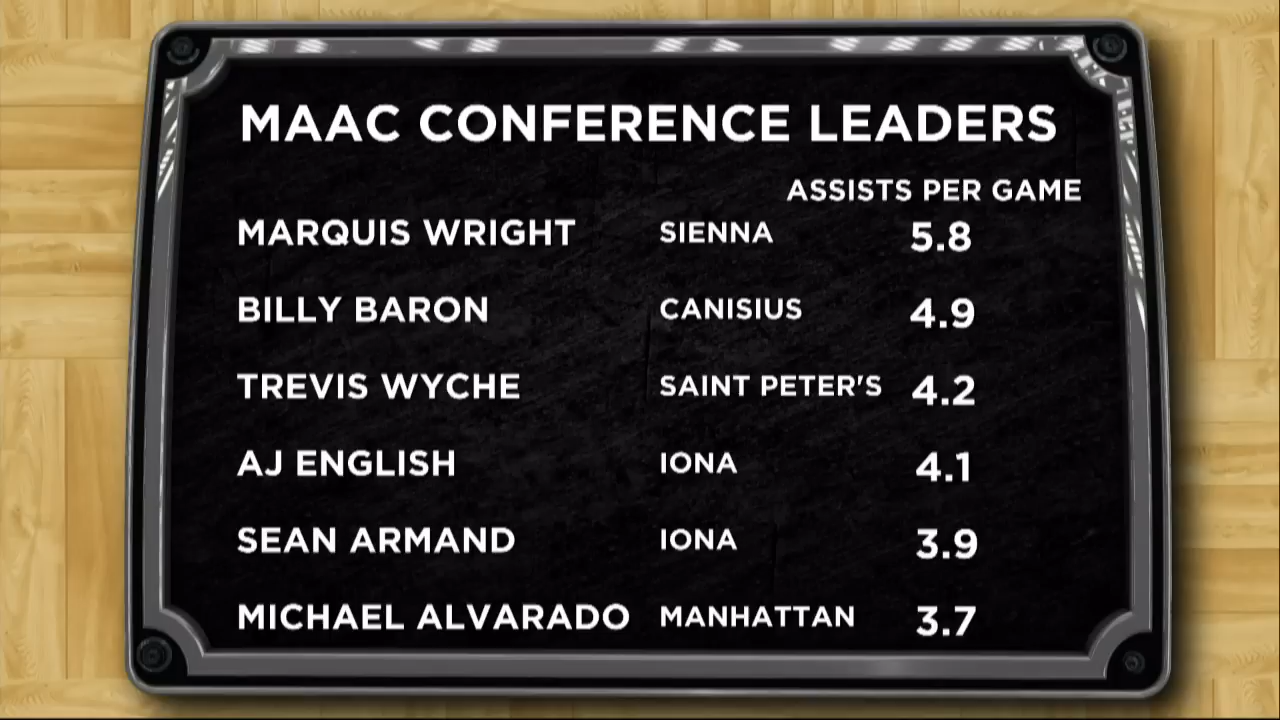 MAAC CONFERENCE LEADERS
ASSISTS PER GAME
MARQUIS WRIGHT SIENNA 5.8
BILLY BARON CANISIUS 4.9
TREVIS WYCHE SAINT PETER'S 4.2
AJ ENGLISH IONA 4.1
SEAN ARMAND IONA 3.9
MICHAEL ALVARADO MANHATTAN 3.7